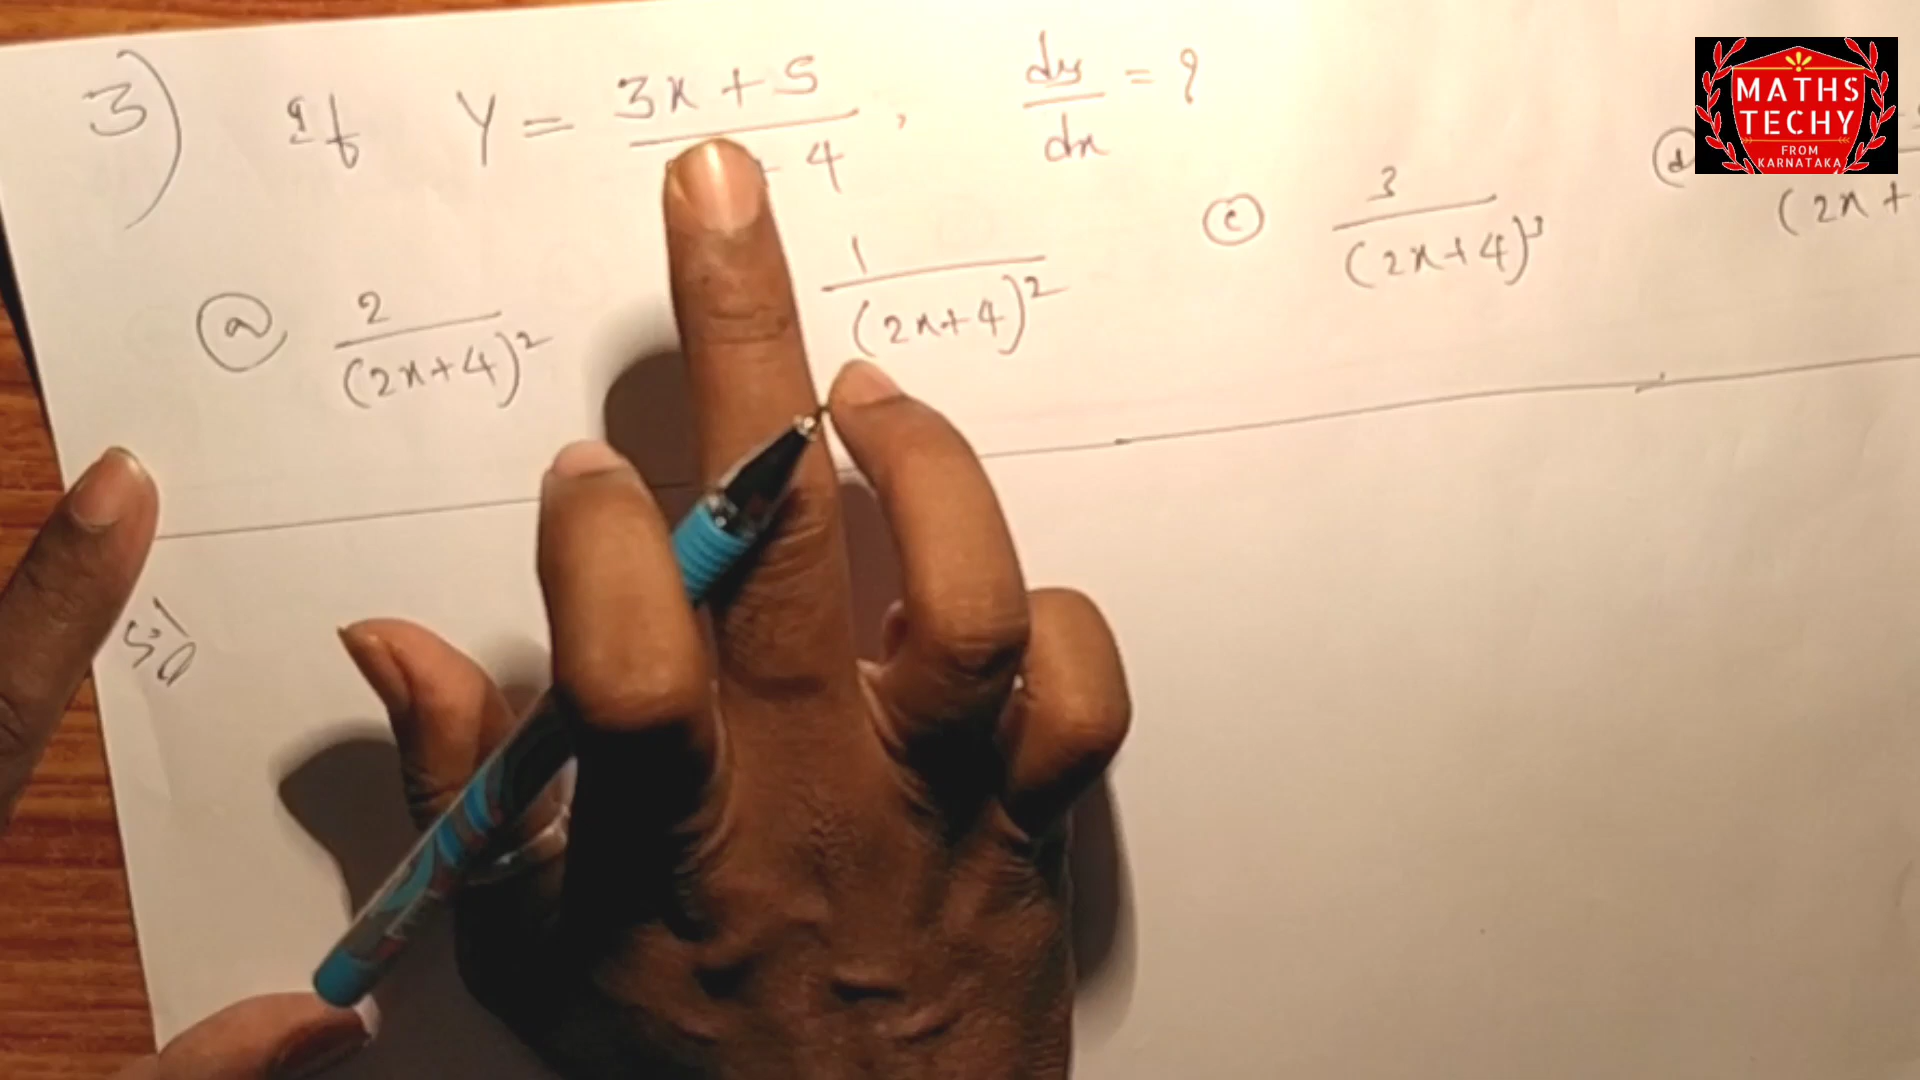 3) If Y = 3x + 5 / + 4 , dy/dx = ?
(a) 2/(2x+4)^2 1/(2x+4)^2 (c) 3/(2x+4)^3 (d) (2x +
Sol
MATHS
TECHY
FROM
KARNATAKA